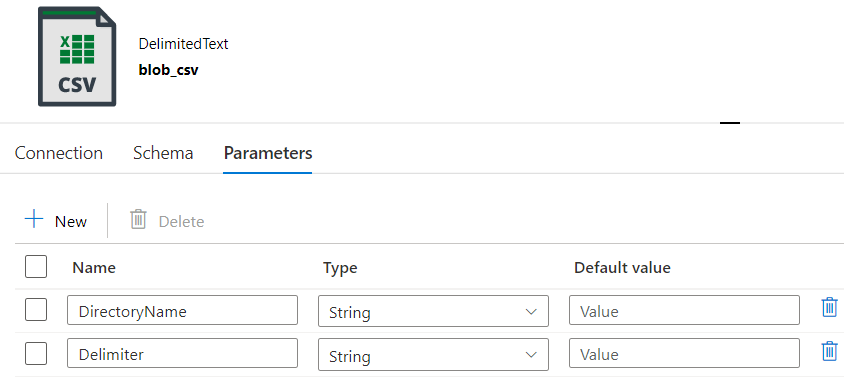 X
CSV
DelimitedText
blob_csv
Connection Schema Parameters
New Delete
Name Type Default value
DirectoryName String Value
Delimiter String Value